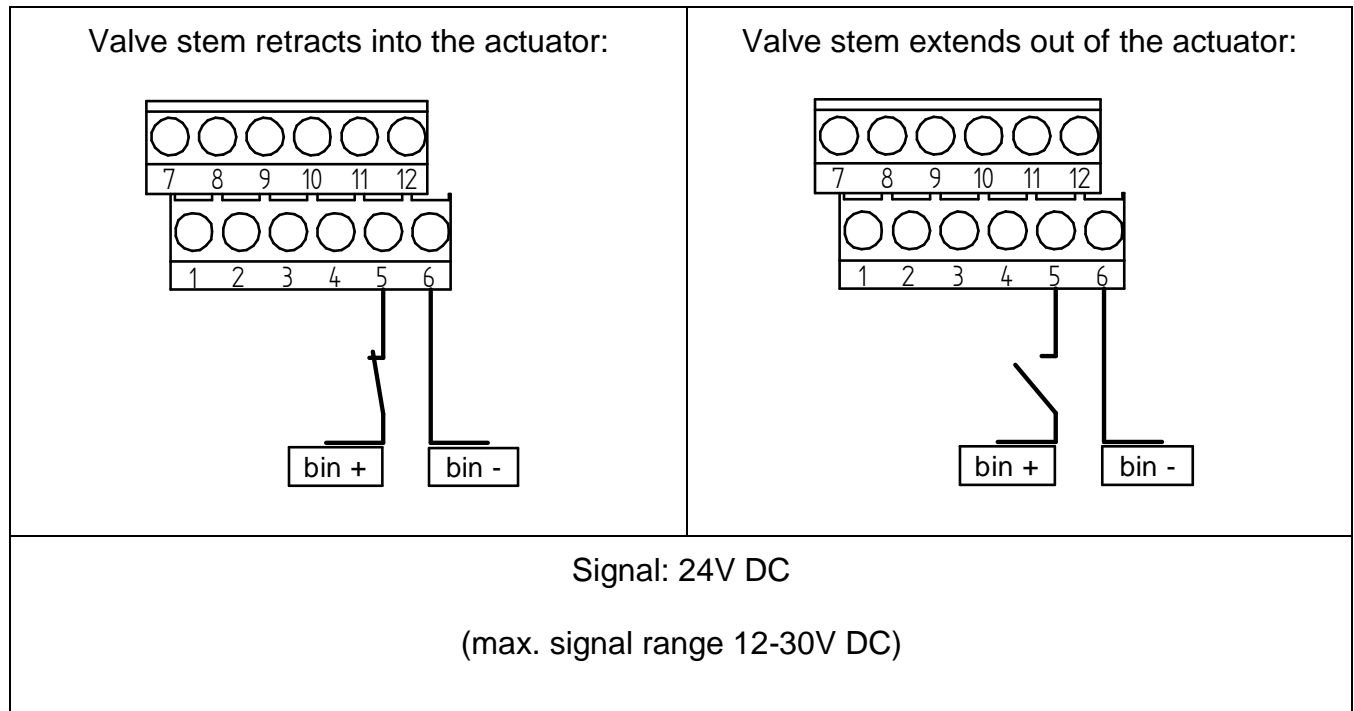 Valve stem retracts into the actuator:
7 8 9 10 11 12
1 2 3 4 5 6
bin + bin -
Valve stem extends out of the actuator:
7 8 9 10 11 12
1 2 3 4 5 6
bin + bin -
Signal: 24V DC
(max. signal range 12-30V DC)